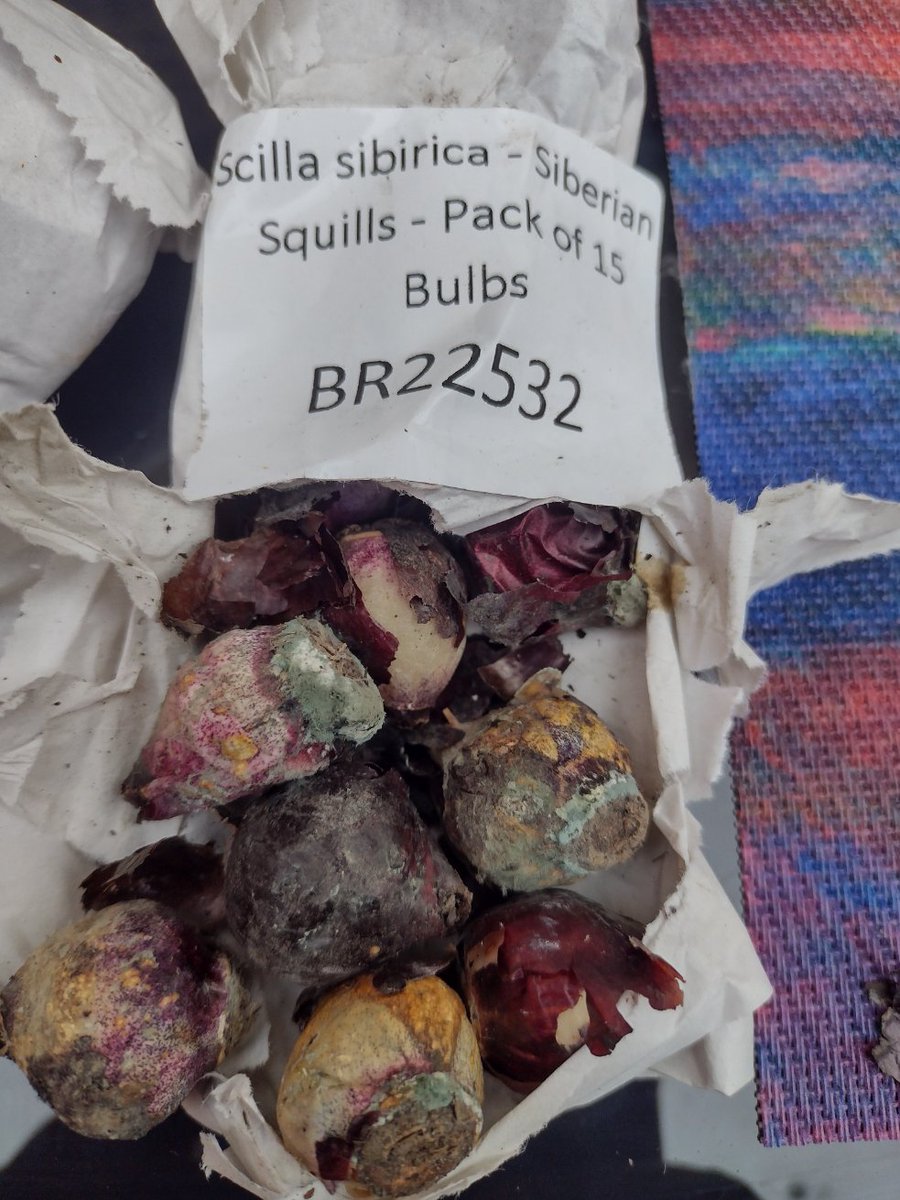 Scilla sibirica - Siberian
Squills - Pack of 15
Bulbs
BR22532